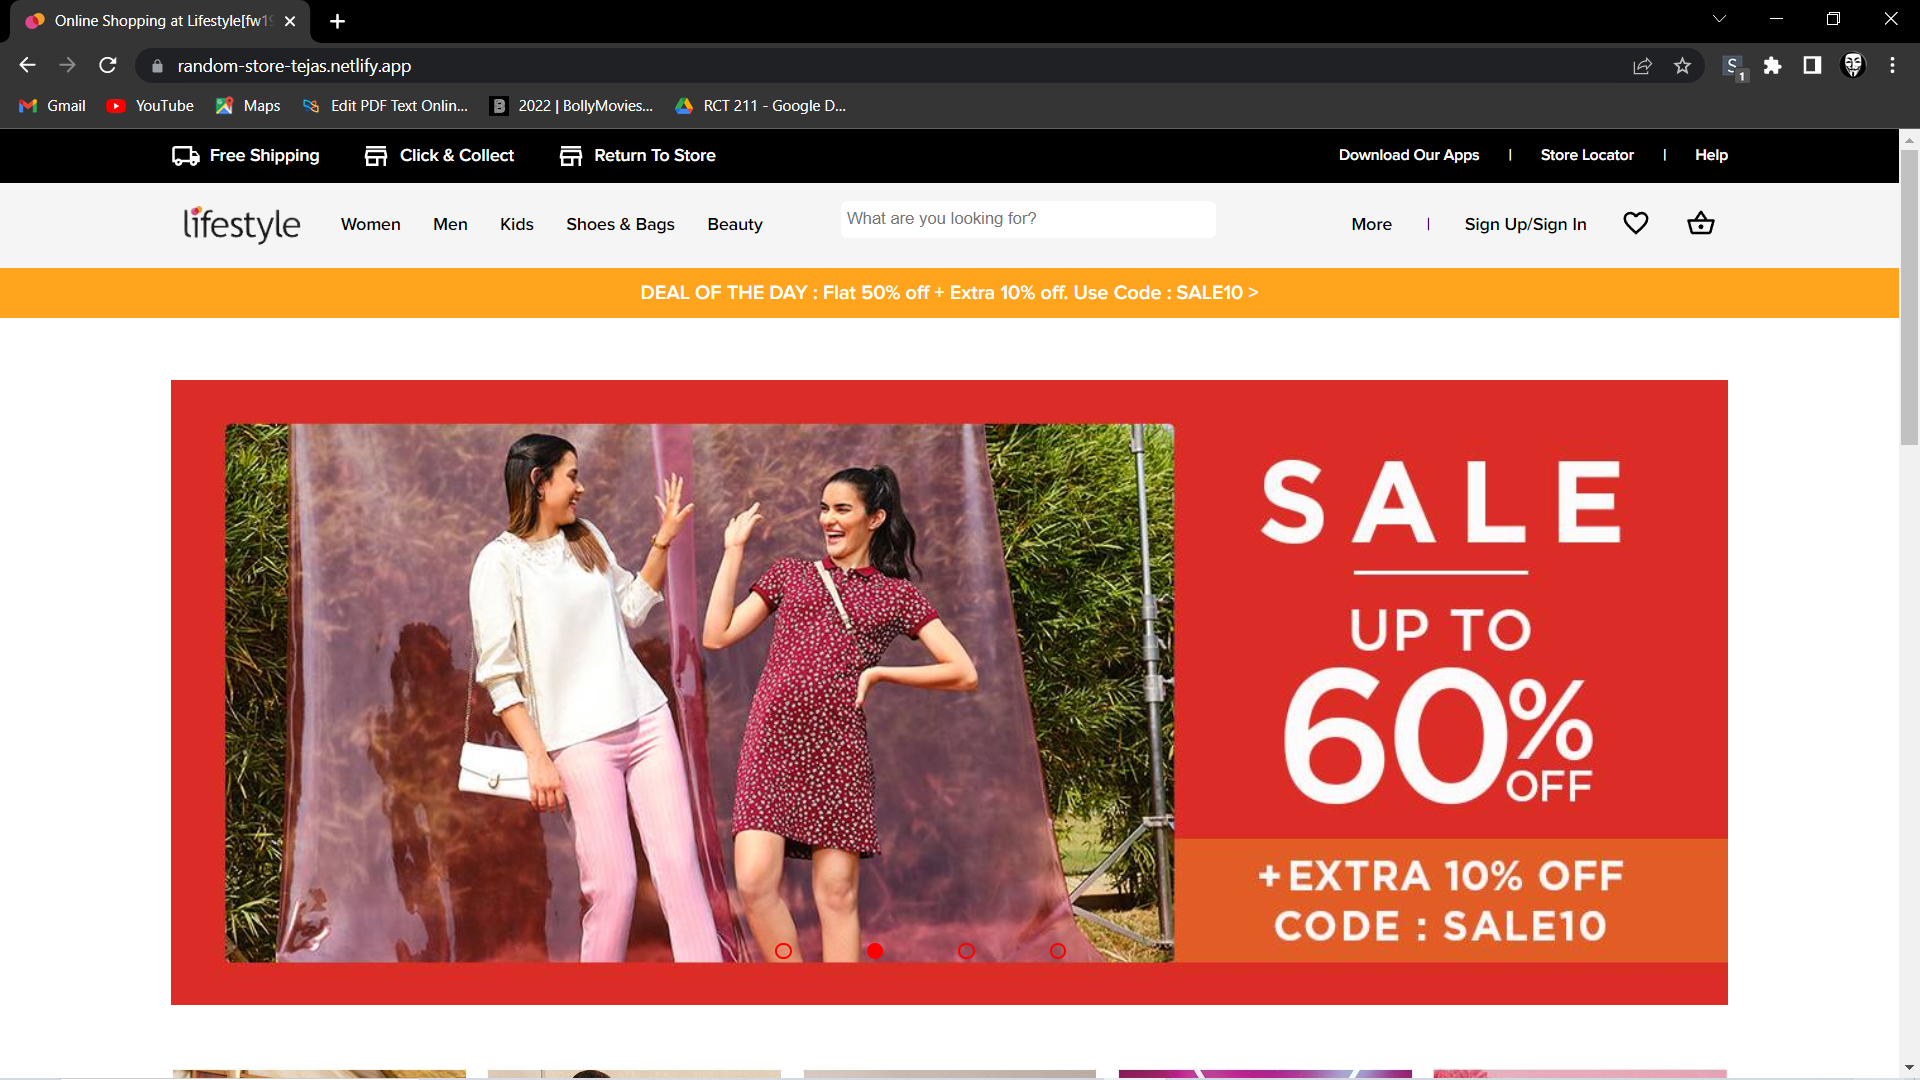 Online Shopping at Lifestyle[fw19
random-store-tejas.netlify.app
S 1
Gmail YouTube Maps Edit PDF Text Onlin... B 2022 | BollyMovies... RCT 211 - Google D...
Free Shipping Click & Collect Return To Store Download Our Apps | Store Locator | Help
lifestyle Women Men Kids Shoes & Bags Beauty What are you looking for? More | Sign Up/Sign In
DEAL OF THE DAY : Flat 50% off + Extra 10% off. Use Code : SALE10 >
SALE
UP TO
60%
OFF
+EXTRA 10% OFF
CODE : SALE10